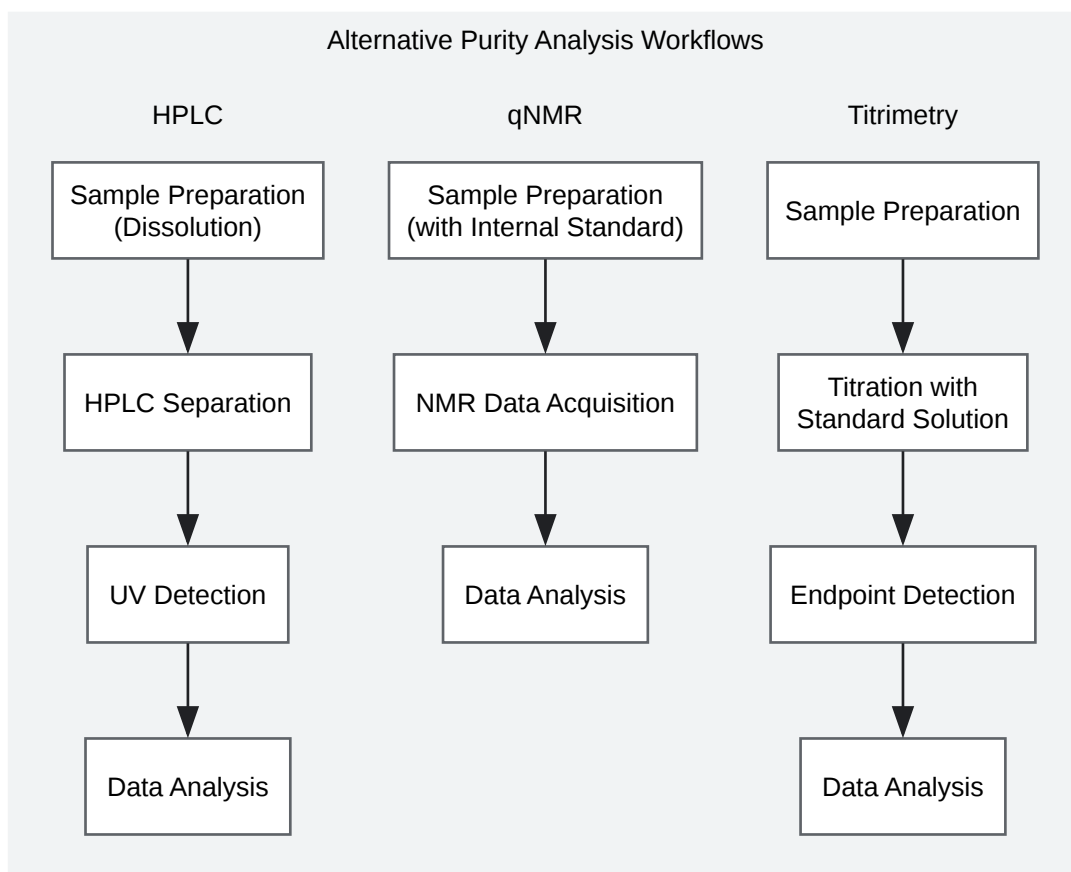 Alternative Purity Analysis Workflows
HPLC
Sample Preparation
(Dissolution)
HPLC Separation
UV Detection
Data Analysis
qNMR
Sample Preparation
(with Internal Standard)
NMR Data Acquisition
Data Analysis
Titrimetry
Sample Preparation
Titration with
Standard Solution
Endpoint Detection
Data Analysis